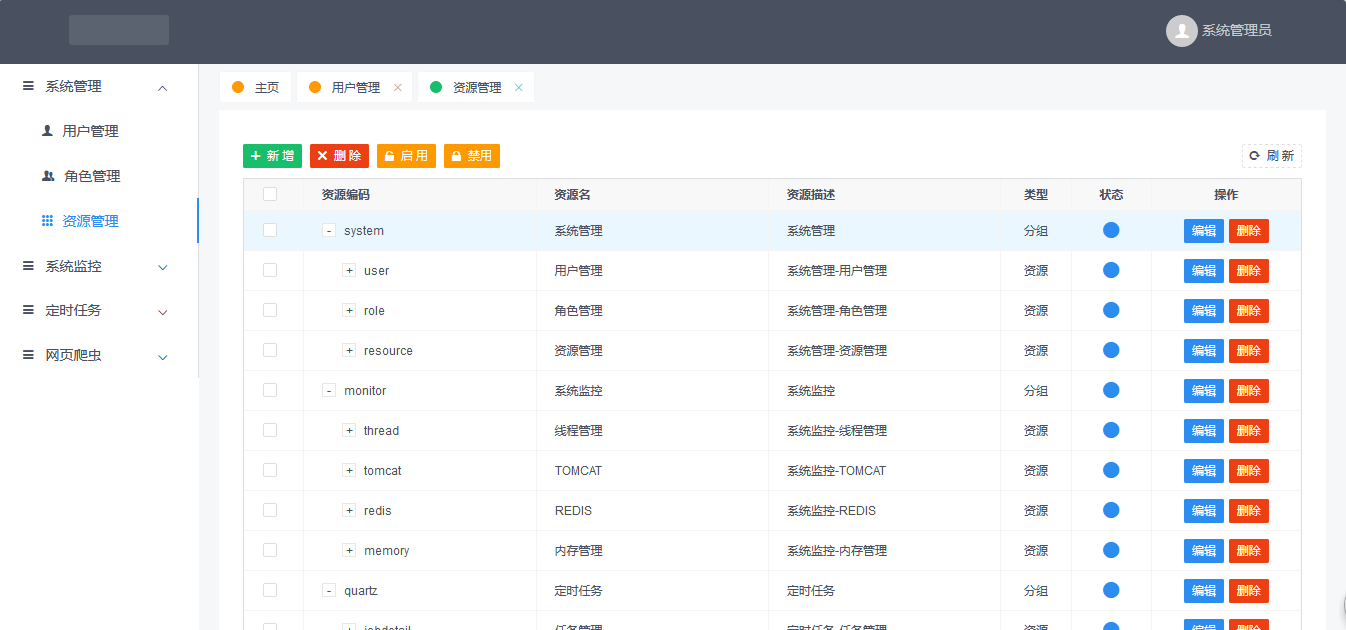 系统管理员
系统管理
用户管理
角色管理
资源管理
系统监控
定时任务
网页爬虫
主页 用户管理 × 资源管理 ×
+ 新增 × 删除 启用 禁用 刷新
资源编码 资源名 资源描述 类型 状态 操作
- system 系统管理 系统管理 分组 编辑 删除
+ user 用户管理 系统管理-用户管理 资源 编辑 删除
+ role 角色管理 系统管理-角色管理 资源 编辑 删除
+ resource 资源管理 系统管理-资源管理 资源 编辑 删除
- monitor 系统监控 系统监控 分组 编辑 删除
+ thread 线程管理 系统监控-线程管理 资源 编辑 删除
+ tomcat TOMCAT 系统监控-TOMCAT 资源 编辑 删除
+ redis REDIS 系统监控-REDIS 资源 编辑 删除
+ memory 内存管理 系统监控-内存管理 资源 编辑 删除
- quartz 定时任务 定时任务 分组 编辑 删除
+ jobdetail 任务管理 定时任务-任务管理 资源 编辑 删除